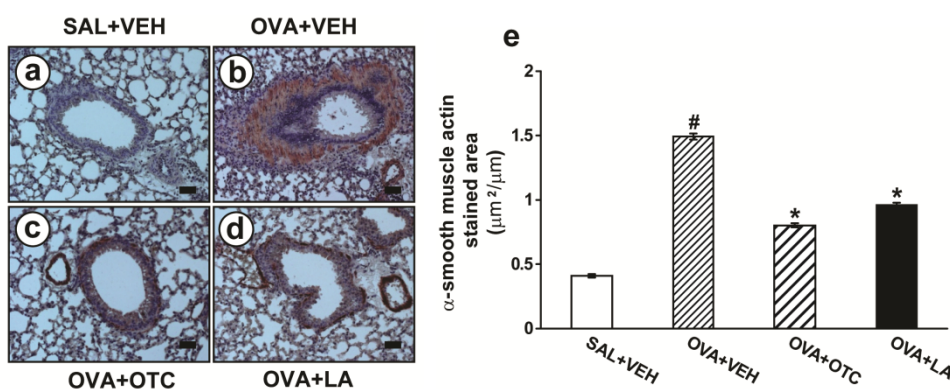 SAL+VEH
OVA+VEH
a
b
c
d
OVA+OTC
OVA+LA
e
α-smooth muscle actin
stained area
(μm²/μm)
2
1.5
1
0.5
0
#
*
*
SAL+VEH
OVA+VEH
OVA+OTC
OVA+LA